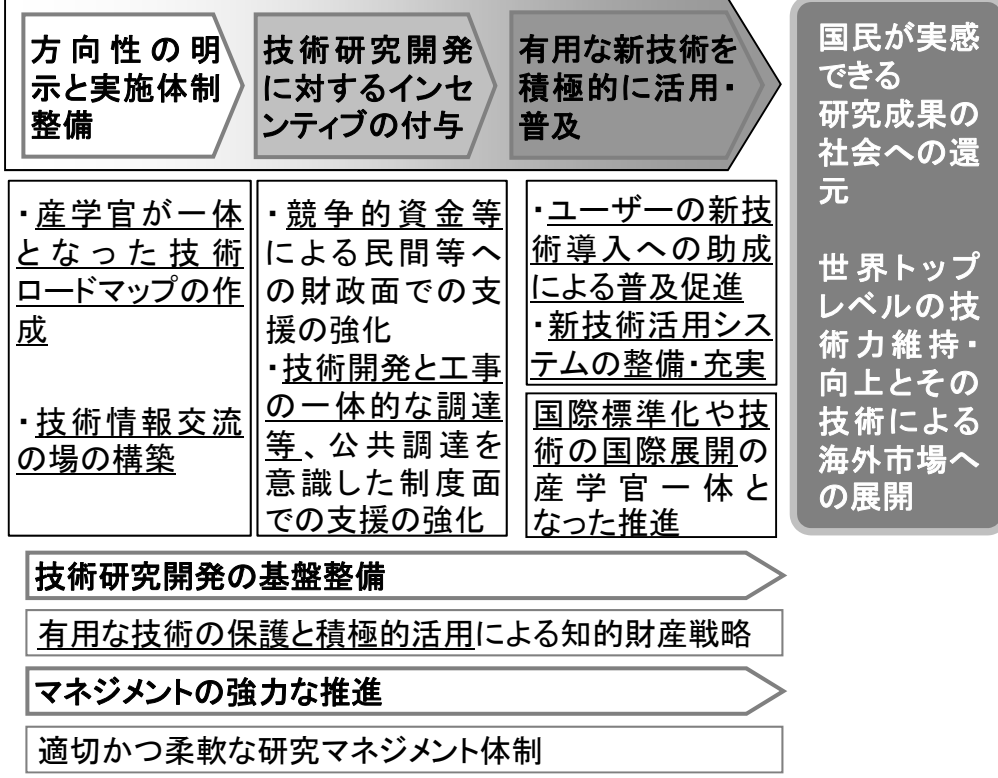 方向性の明
示と実施体制
整備
技術研究開発
に対するインセ
ンティブの付与
有用な新技術を
積極的に活用・
普及
・産学官が一体
となった技術
ロードマップの作
成
・技術情報交流
の場の構築
・競争的資金等
による民間等へ
の財政面での支
援の強化
・技術開発と工事
の一体的な調達
等、公共調達を
意識した制度面
での支援の強化
・ユーザーの新技
術導入への助成
による普及促進
・新技術活用シス
テムの整備・充実
国際標準化や技
術の国際展開の
産学官一体と
なった推進
国民が実感
できる
研究成果の
社会への還
元
世界トップ
レベルの技
術力維持・
向上とその
技術による
海外市場へ
の展開
技術研究開発の基盤整備
有用な技術の保護と積極的活用による知的財産戦略
マネジメントの強力な推進
適切かつ柔軟な研究マネジメント体制